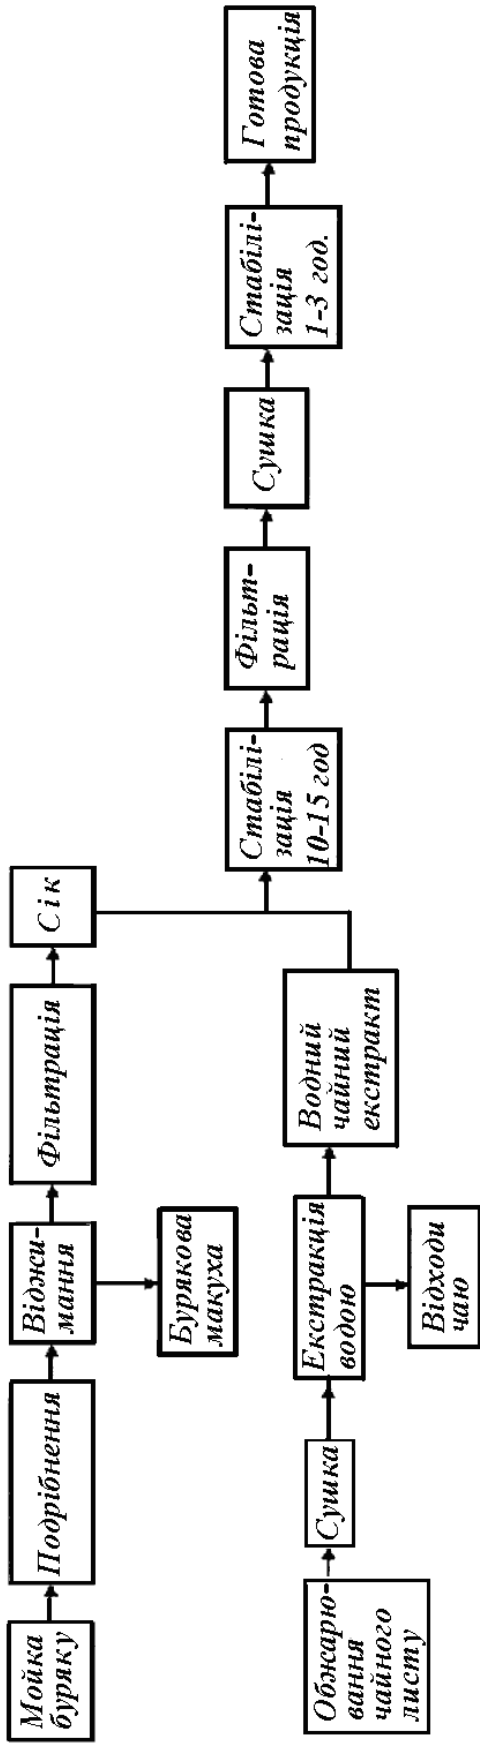 Мойка
буряку
Подрібнення
Віджи-
мання
Бурякова
макуха
Фільтрація
Сік
Обжарю-
вання
чайного
листу
Сушка
Екстракція
водою
Відходи
чаю
Водний
чайний
екстракт
Стабілі-
зація
10-15 год
Фільт-
рація
Сушка
Стабілі-
зація
1-3 год.
Готова
продукція